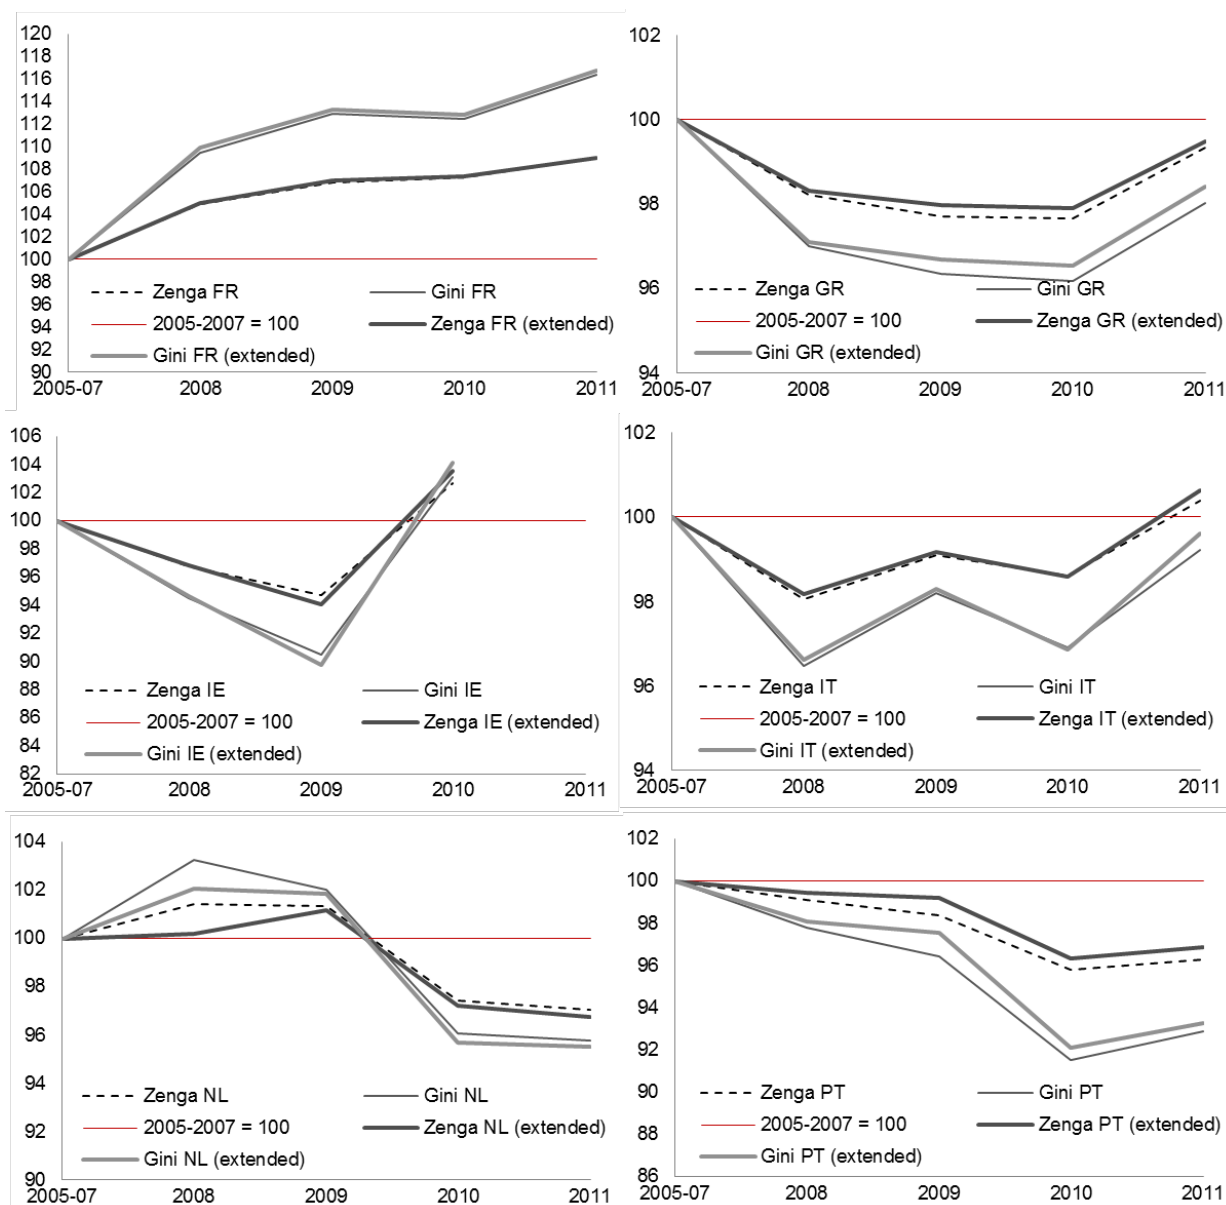 120
118
116
114
112
110
108
106
104
102
100
98
96
94
92
90
Zenga FR
Gini FR
2005-2007 = 100
Zenga FR (extended)
Gini FR (extended)
2005-07
2008
2009
2010
2011
102
100
98
96
94
Zenga GR
Gini GR
2005-2007 = 100
Zenga GR (extended)
Gini GR (extended)
2005-07
2008
2009
2010
2011
106
104
102
100
98
96
94
92
90
88
86
84
82
Zenga IE
Gini IE
2005-2007 = 100
Zenga IE (extended)
Gini IE (extended)
2005-07
2008
2009
2010
2011
102
100
98
96
94
Zenga IT
Gini IT
2005-2007 = 100
Zenga IT (extended)
Gini IT (extended)
2005-07
2008
2009
2010
2011
104
102
100
98
96
94
92
90
Zenga NL
Gini NL
2005-2007 = 100
Zenga NL (extended)
Gini NL (extended)
2005-07
2008
2009
2010
2011
102
100
98
96
94
92
90
88
86
Zenga PT
Gini PT
2005-2007 = 100
Zenga PT (extended)
Gini PT (extended)
2005-07
2008
2009
2010
2011